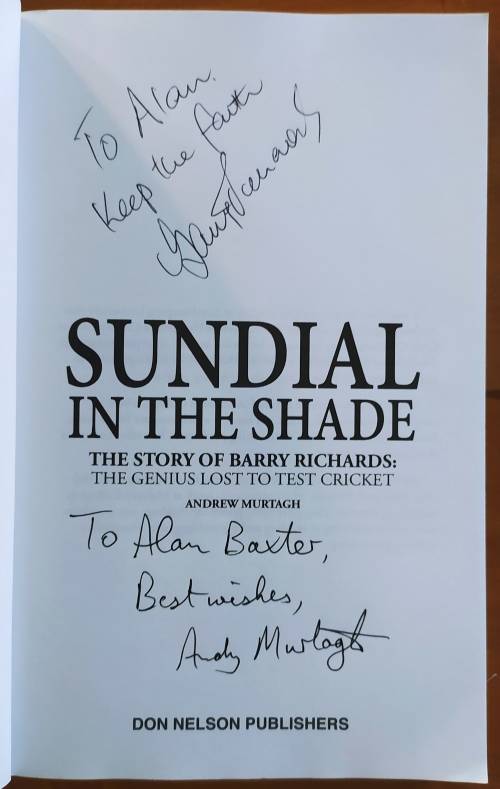 To Alan.
Keep the faith
SUNDIAL
IN THE SHADE
THE STORY OF BARRY RICHARDS:
THE GENIUS LOST TO TEST CRICKET
ANDREW MURTAGH
To Alan Baxter,
Best wishes,
Andy Murtagh
DON NELSON PUBLISHERS